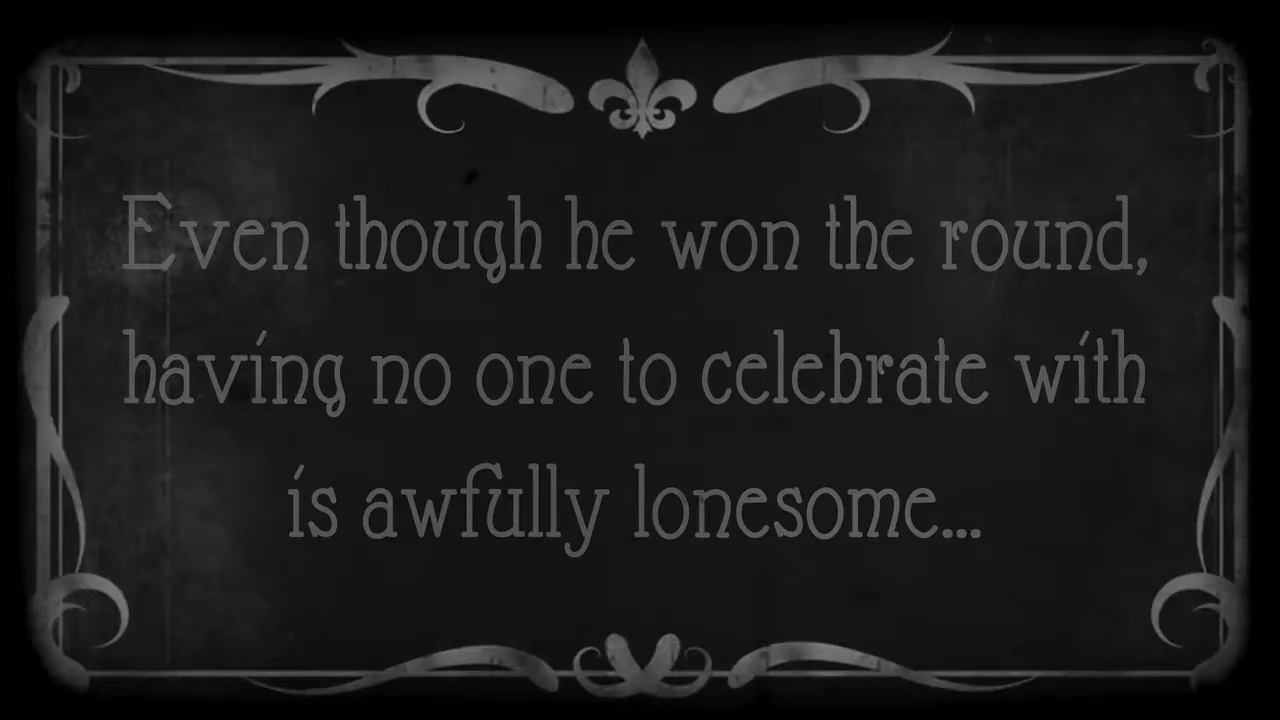 Even though he won the round,
having no one to celebrate with
is awfully lonesome...